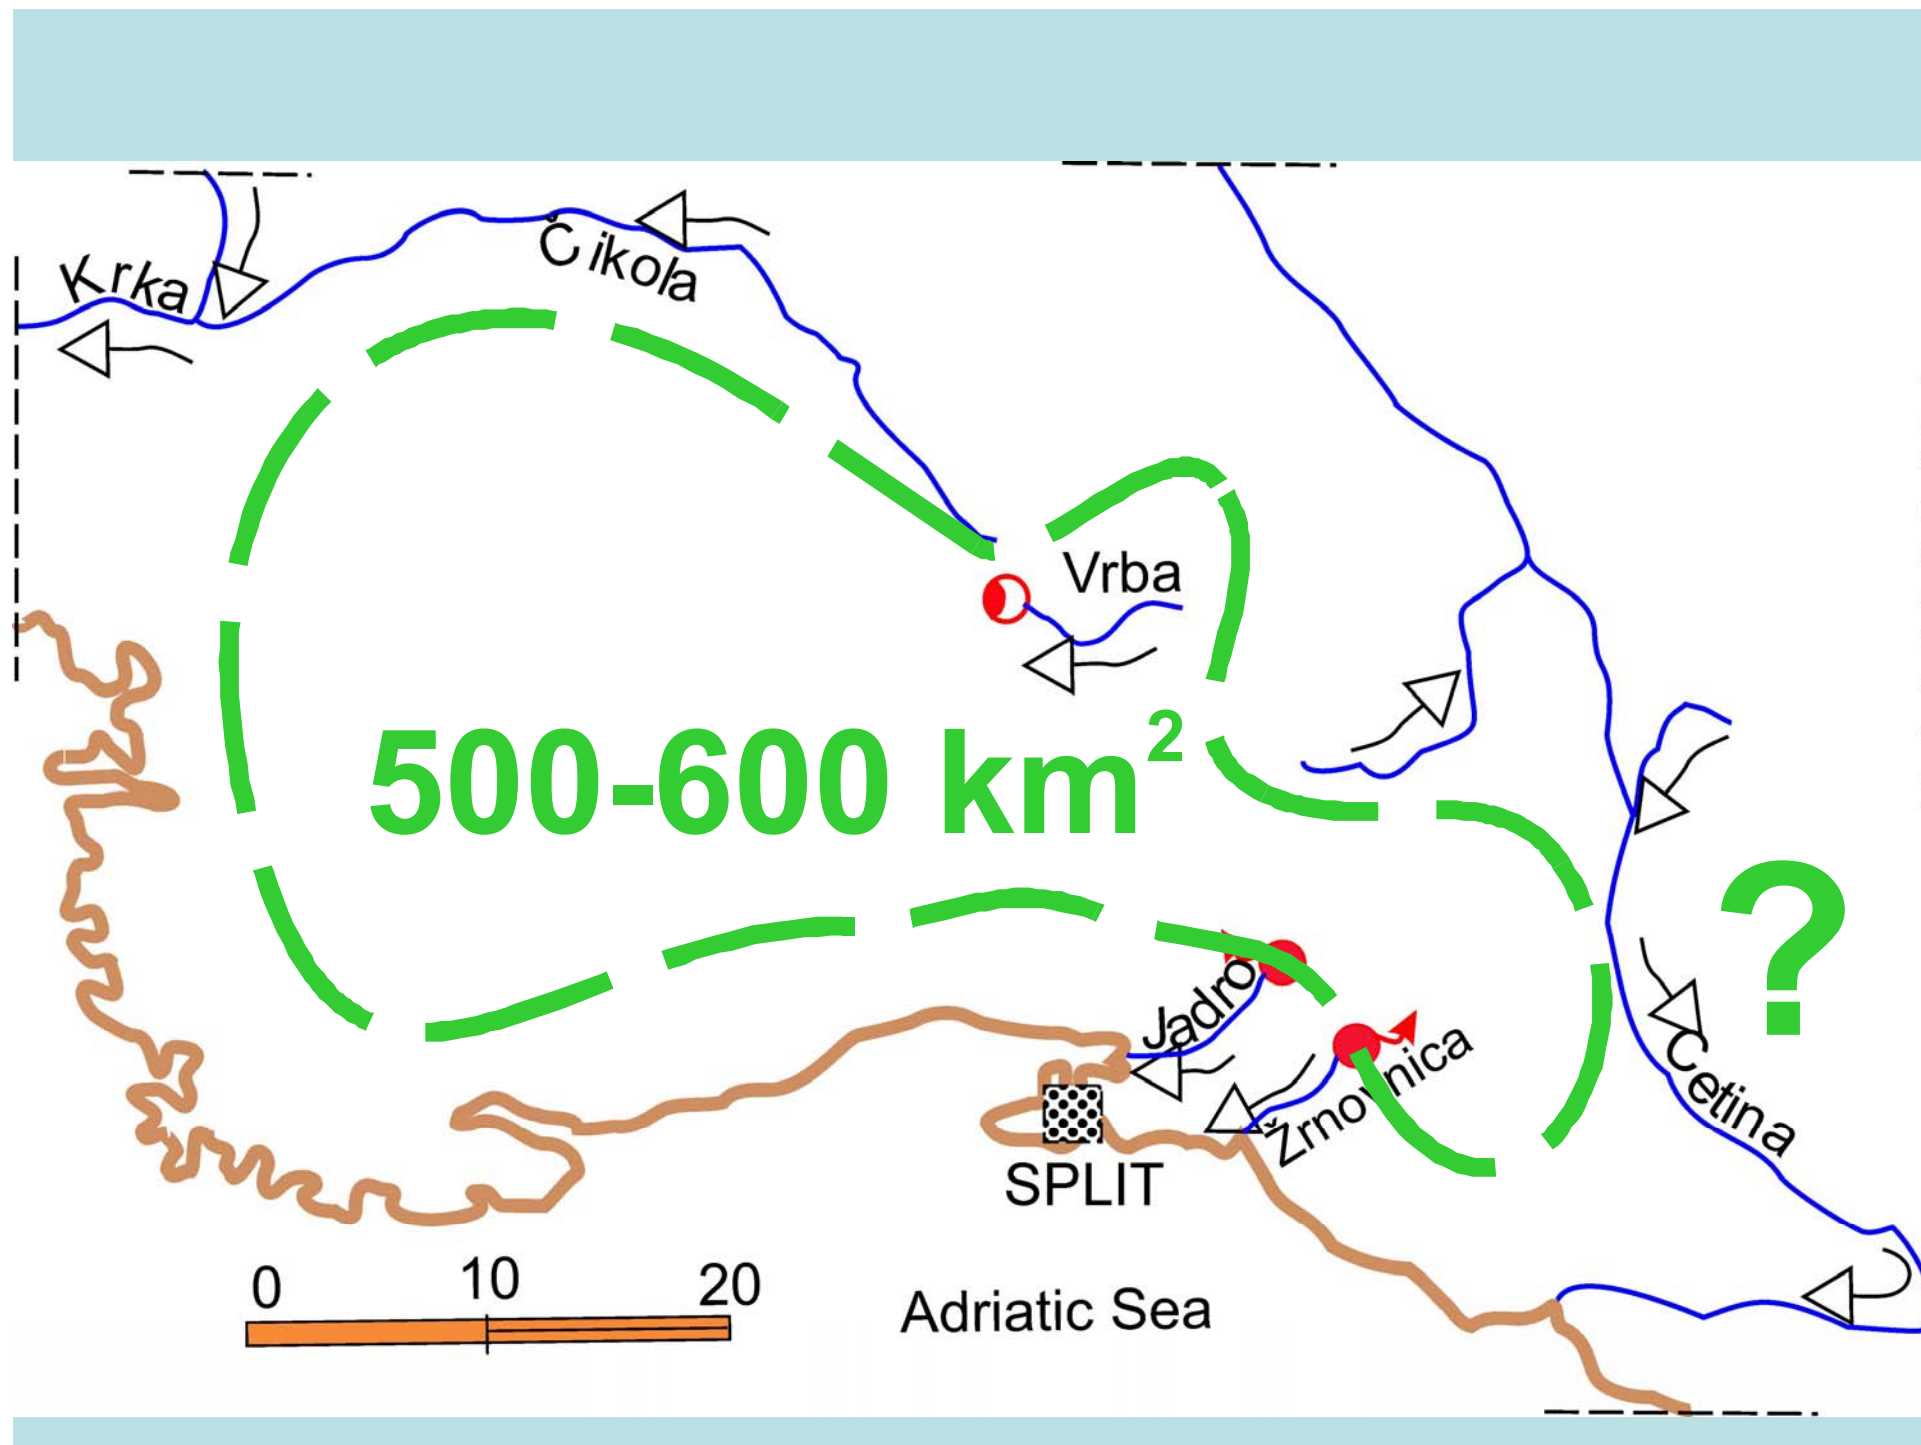 Krka
Čikola
Vrba
500-600 km²
?
Jadro
Žrnovnica
Cetina
SPLIT
0 10 20
Adriatic Sea